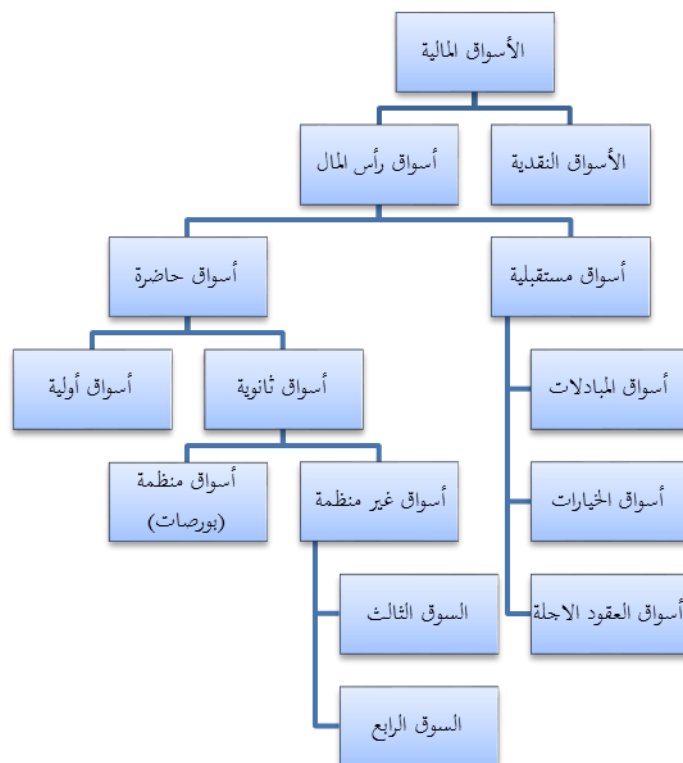 الأسواق المالية
الأسواق النقدية
أسواق رأس المال
أسواق مستقبلية
أسواق حاضرة
أسواق المبادلات
أسواق ثانوية
أسواق أولية
أسواق غير منظمة
أسواق منظمة
(بورصات)
أسواق الخيارات
السوق الثالث
أسواق العقود الاجلة
السوق الرابع